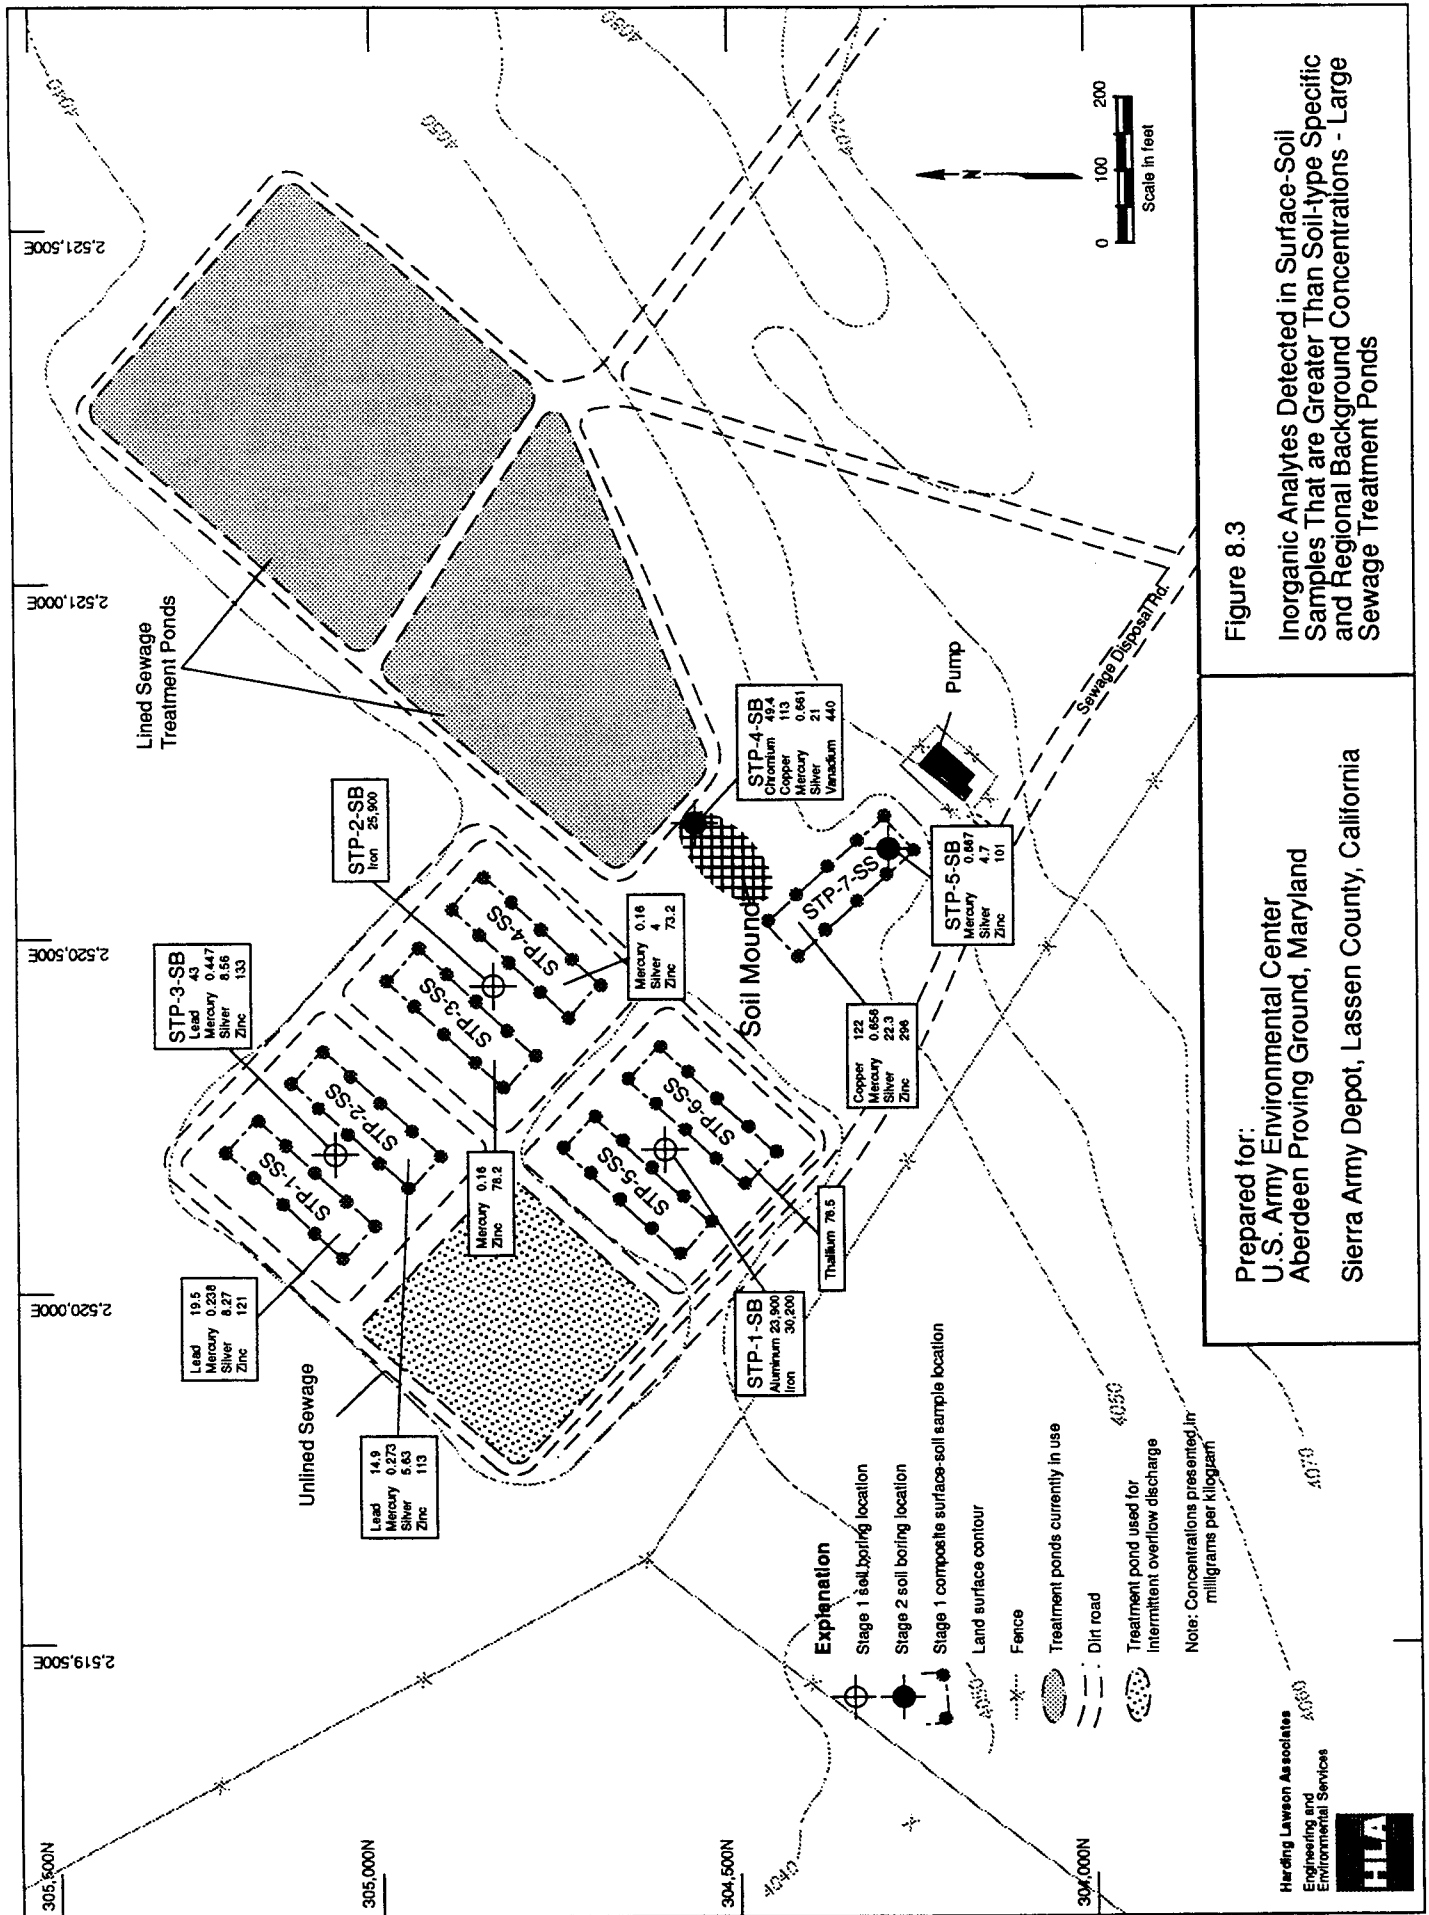 305,500N
305,000N
304,500N
304,000N
2,519,500E
2,520,000E
2,520,500E
2,521,000E
2,521,500E
4040
4050
4050
4070
4040
4050
4060
4070
Lined Sewage
Treatment Ponds
Unlined Sewage
STP-3-SB
Lead 43
Mercury 0.447
Silver 8.56
Zinc 133
STP-2-SB
Iron 25,900
Lead 19.5
Mercury 0.238
Silver 8.27
Zinc 121
Lead 14.9
Mercury 0.273
Silver 5.63
Zinc 113
Mercury 0.16
Zinc 78.2
Mercury 0.16
Silver 4
Zinc 73.2
STP-4-SB
Chromium 49.4
Copper 113
Mercury 0.661
Silver 21
Vanadium 440
STP-5-SB
Mercury 0.667
Silver 4.7
Zinc 101
Copper 122
Mercury 0.656
Silver 22.3
Zinc 296
Thallium 76.5
STP-1-SB
Aluminum 23,900
Iron 30,200
STP-1-SS
STP-2-SS
STP-3-SS
STP-4-SS
STP-5-SS
STP-6-SS
STP-7-SS
Soil Mound
Pump
Sewage Disposal Rd.
N
0 100 200
Scale in feet
Explanation
Stage 1 soil boring location
Stage 2 soil boring location
Stage 1 composite surface-soil sample location
4050
Land surface contour
Fence
Treatment ponds currently in use
Dirt road
Treatment pond used for
intermittent overflow discharge
Note: Concentrations presented in
milligrams per kilogram
Harding Lawson Associates
Engineering and
Environmental Services
HLA
Prepared for:
U.S. Army Environmental Center
Aberdeen Proving Ground, Maryland
Sierra Army Depot, Lassen County, California
Figure 8.3
Inorganic Analytes Detected in Surface-Soil
Samples That are Greater Than Soil-type Specific
and Regional Background Concentrations - Large
Sewage Treatment Ponds